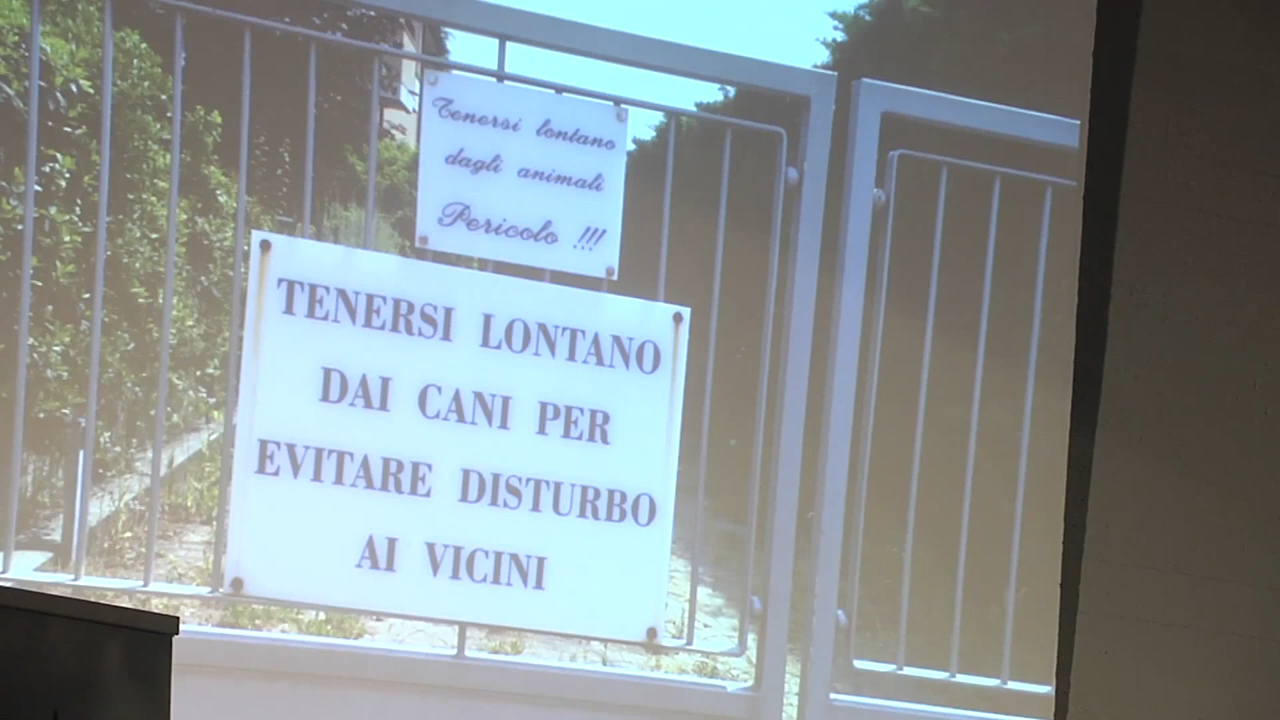 Tenersi lontano
dagli animali
Pericolo !!!
TENERSI LONTANO
DAI CANI PER
EVITARE DISTURBO
AI VICINI